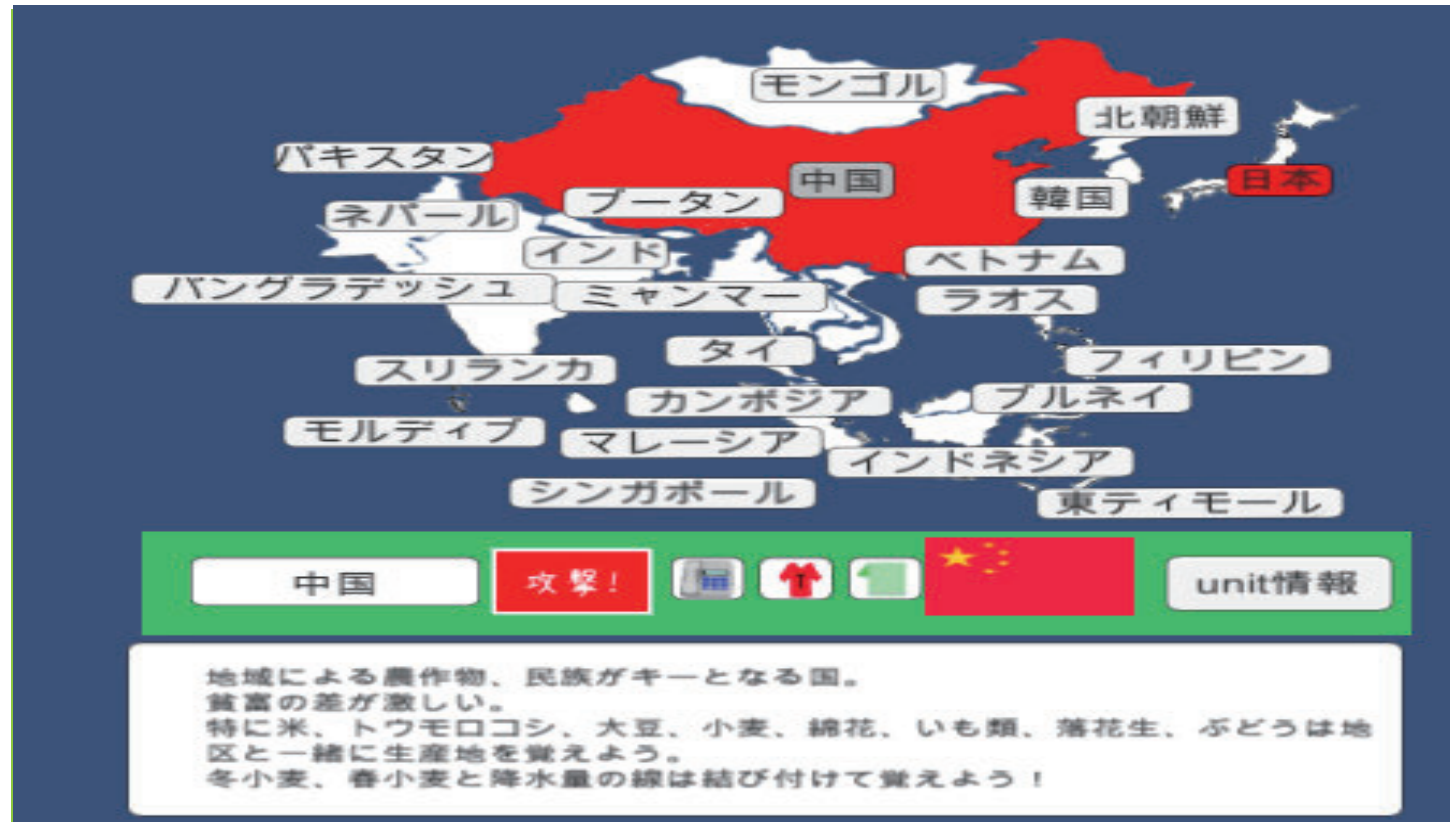 モンゴル
北朝鮮
パキスタン
中国
日本
ブータン
韓国
ネパール
インド
ベトナム
バングラデッシュ
ミャンマー
ラオス
タイ
フィリピン
スリランカ
カンボジア
ブルネイ
モルディブ
マレーシア
インドネシア
シンガポール
東ティモール
中国
攻撃!
T
unit情報
地域による農作物、民族がキーとなる国。
貧富の差が激しい。
特に米、トウモロコシ、大豆、小麦、綿花、いも類、落花生、ぶどうは地
区と一緒に生産地を覚えよう。
冬小麦、春小麦と降水量の線は結び付けて覚えよう！